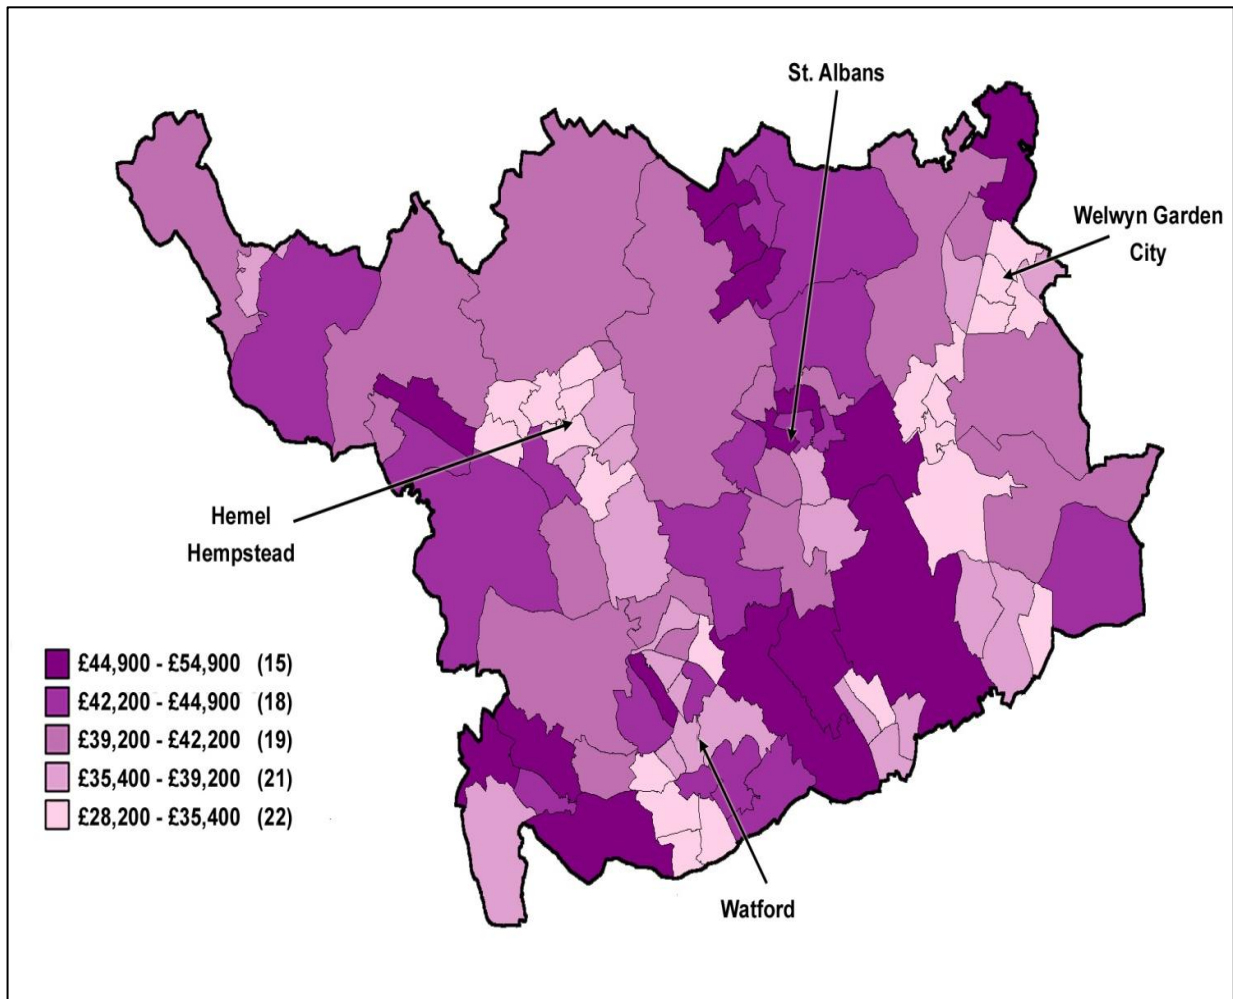 St. Albans
Welwyn Garden
City
Hemel
Hempstead
£44,900 - £54,900 (15)
£42,200 - £44,900 (18)
£39,200 - £42,200 (19)
£35,400 - £39,200 (21)
£28,200 - £35,400 (22)
Watford